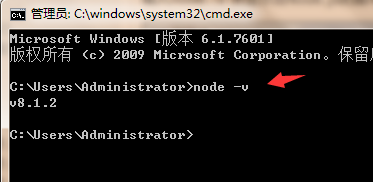 管理员: C:\windows\system32\cmd.exe
Microsoft Windows [版本 6.1.7601]
版权所有 (c) 2009 Microsoft Corporation。保留
C:\Users\Administrator>node -v
v8.1.2
C:\Users\Administrator>